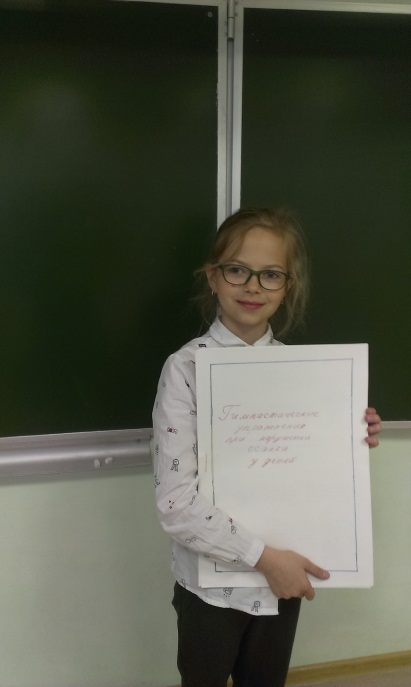 Гимнастические
упражнения
при нарушении
осанки
у детей